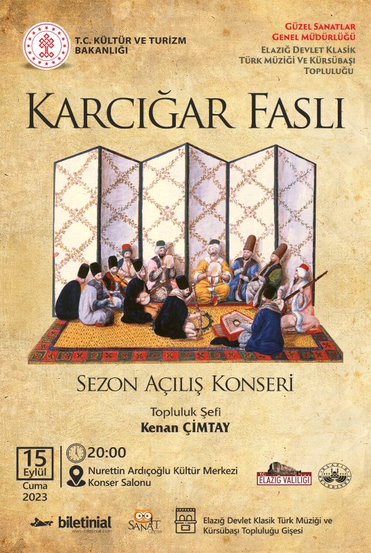 T.C. KÜLTÜR VE TURİZM
BAKANLIĞI
GÜZEL SANATLAR
GENEL MÜDÜRLÜĞÜ
ELAZIĞ DEVLET KLASİK
TÜRK MÜZİĞİ VE KÜRSÜBAŞI
TOPLULUĞU
KARCIĞAR FASLI
SEZON AÇILIŞ KONSERİ
Topluluk Şefi
Kenan ÇİMTAY
15
Eylül
Cuma
2023
20:00
Nurettin Ardıçoğlu Kültür Merkezi
Konser Salonu
ELAZIĞ VALİLİĞİ
biletinial
SANAT
Elazığ Devlet Klasik Türk Müziği ve
Kürsübaşı Topluluğu Gişesi